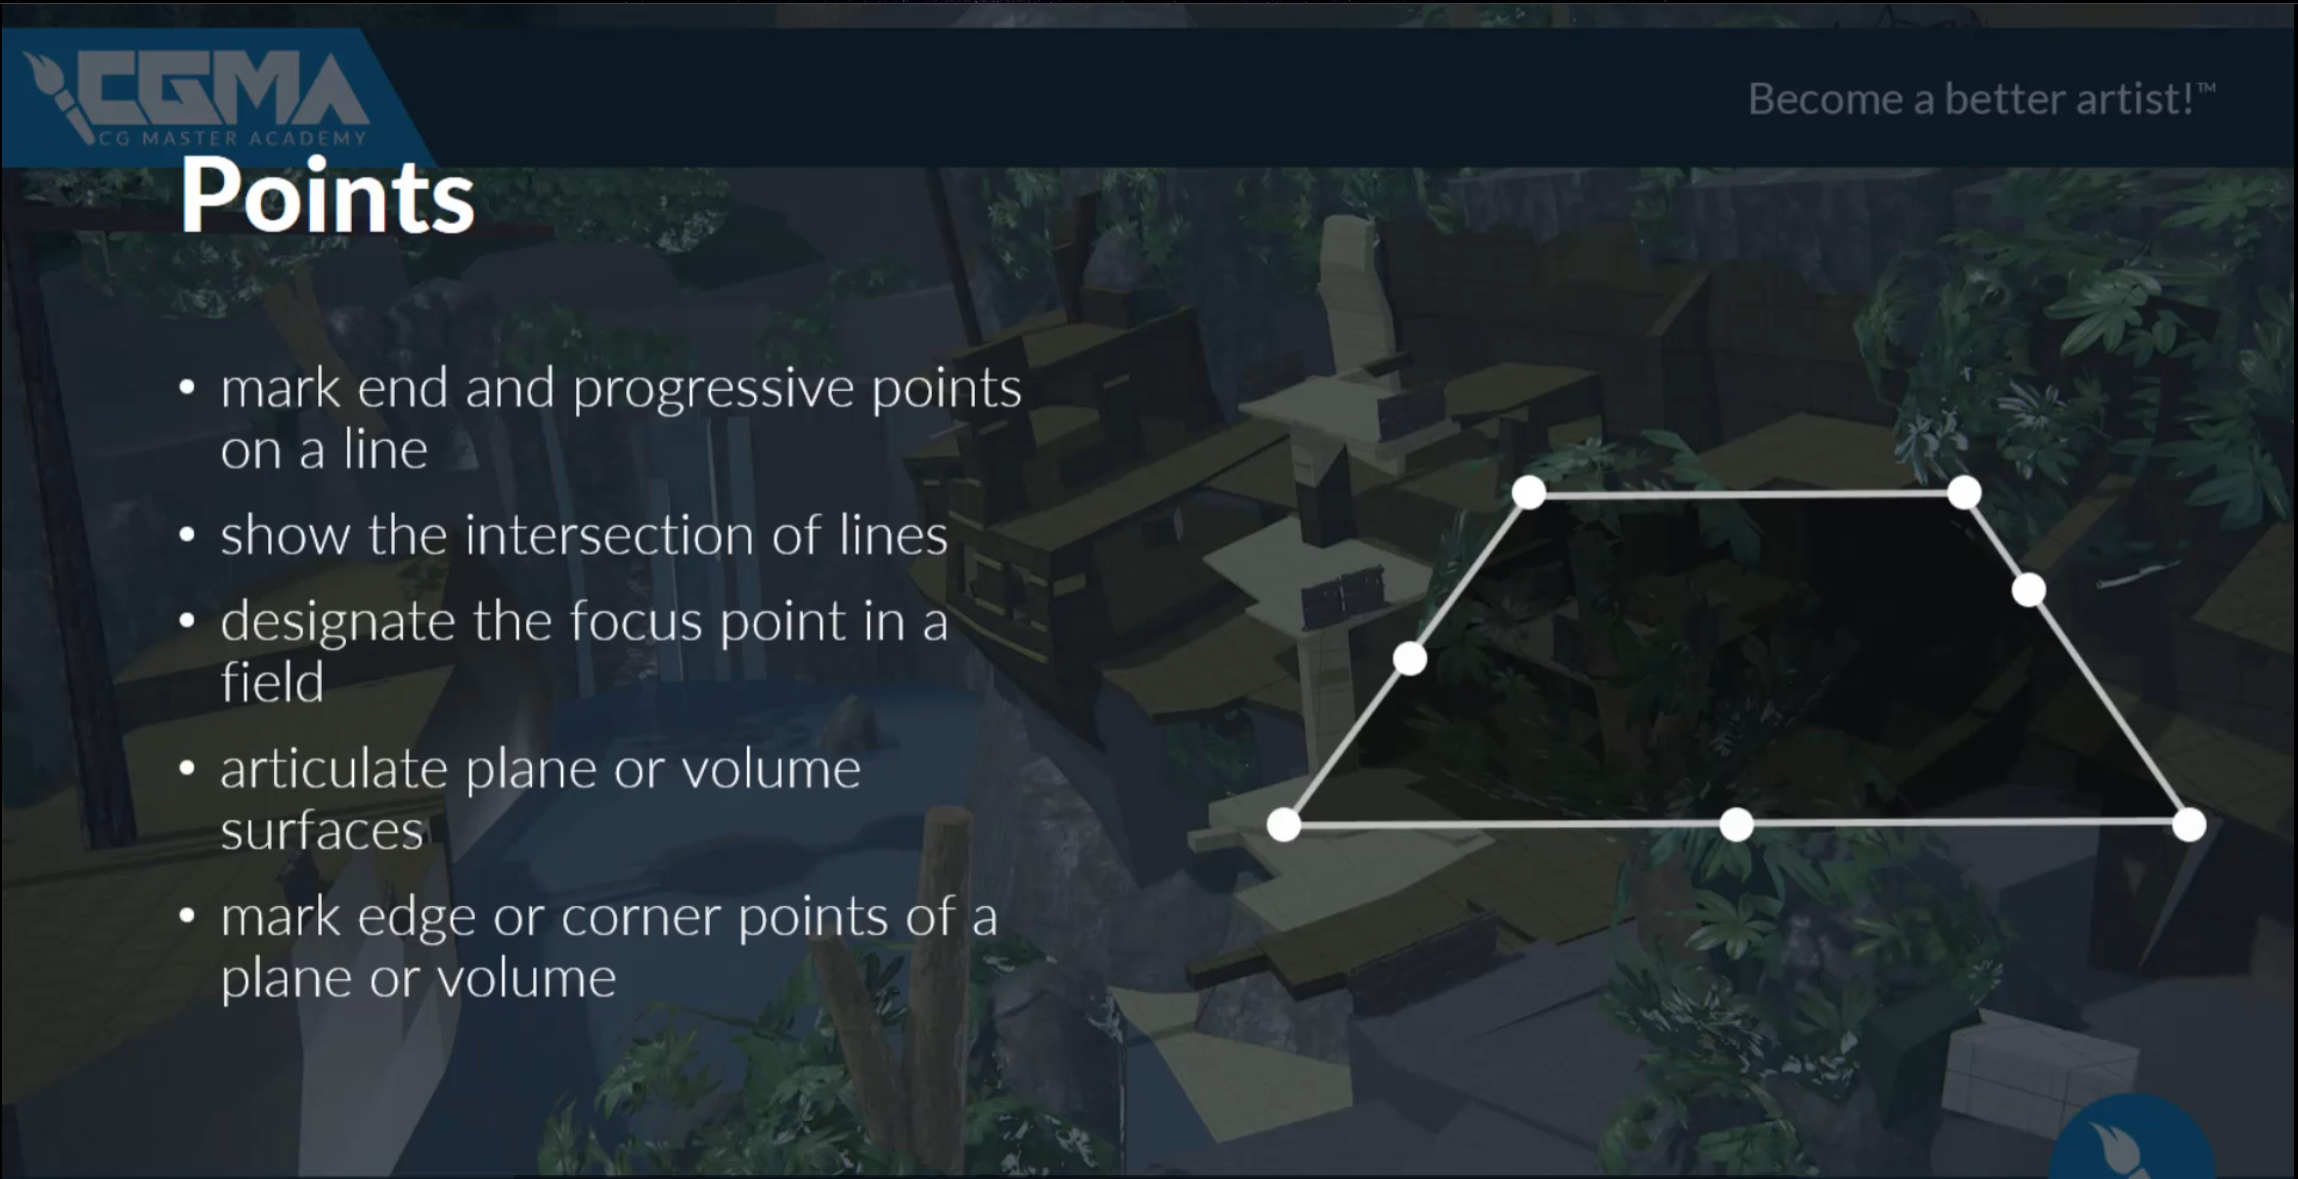 CGMA
CG MASTER ACADEMY
Become a better artist!™
Points
• mark end and progressive points
on a line
• show the intersection of lines
• designate the focus point in a
field
• articulate plane or volume
surfaces
• mark edge or corner points of a
plane or volume